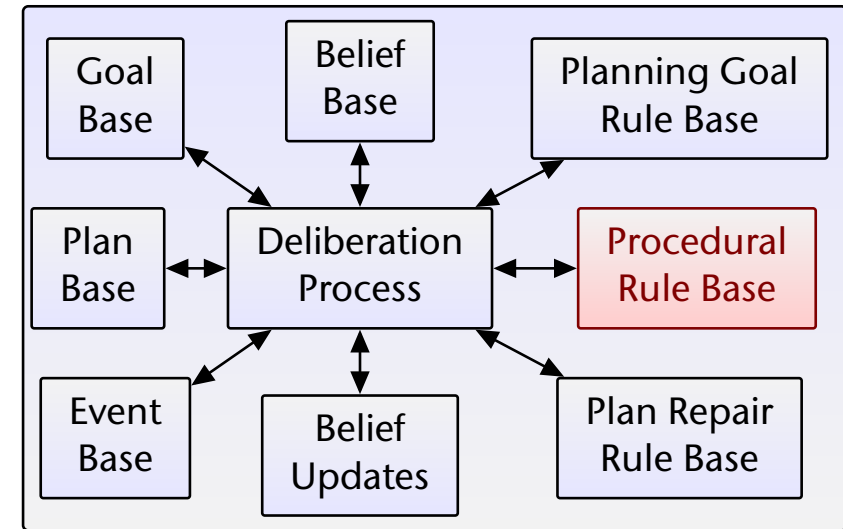 Goal
Base
Belief
Base
Planning Goal
Rule Base
Plan
Base
Deliberation
Process
Procedural
Rule Base
Event
Base
Belief
Updates
Plan Repair
Rule Base